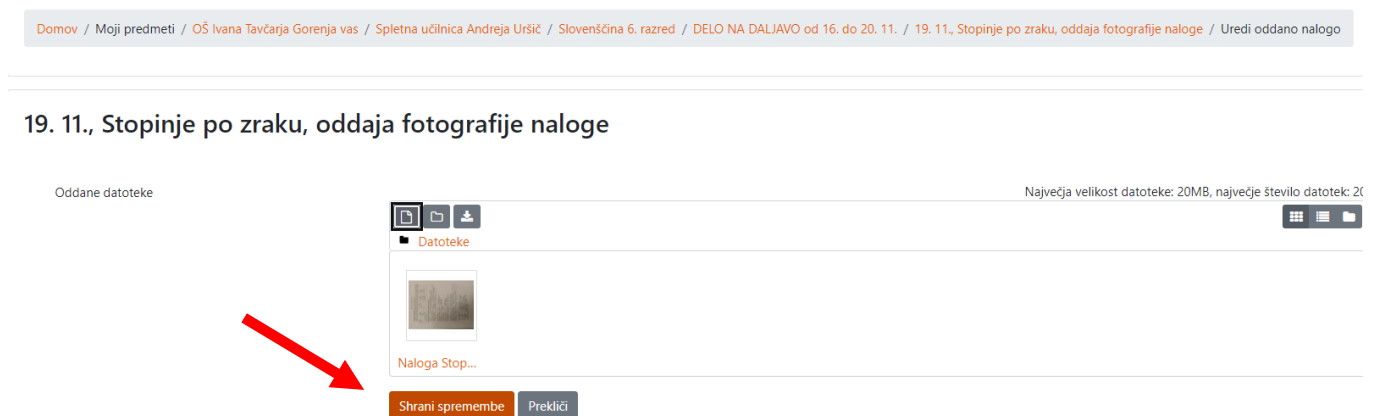 Domov / Moji predmeti / OŠ Ivana Tavčarja Gorenja vas / Spletna učilnica Andreja Uršič / Slovenščina 6. razred / DELO NA DALJAVO od 16. do 20. 11. / 19. 11., Stopinje po zraku, oddaja fotografije naloge / Uredi oddano nalogo
19. 11., Stopinje po zraku, oddaja fotografije naloge
Oddane datoteke
Največja velikost datoteke: 20MB, največje število datotek: 20
Datoteke
Naloga Stop...
Shrani spremembe Prekliči